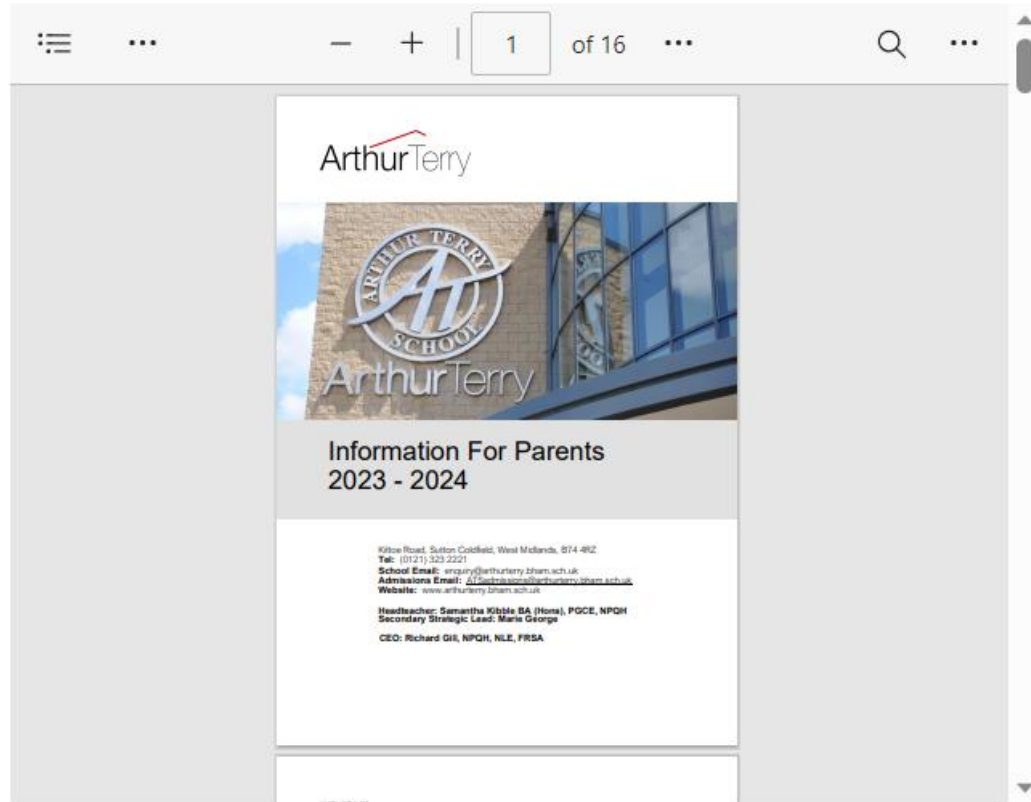 1 of 16
ArthurTerry
ARTHUR TERRY
AT
SCHOOL
ArthurTerry
Information For Parents
2023 - 2024
Kittoe Road, Sutton Coldfield, West Midlands, B74 4RZ
Tel: (0121) 323 2221
School Email: enquiry@arthurterry.bham.sch.uk
Admissions Email: ATSadmissions@arthurterry.bham.sch.uk
Website: www.arthurterry.bham.sch.uk
Headteacher: Samantha Kibble BA (Hons), PGCE, NPQH
Secondary Strategic Lead: Marie George
CEO: Richard Gill, NPQH, NLE, FRSA